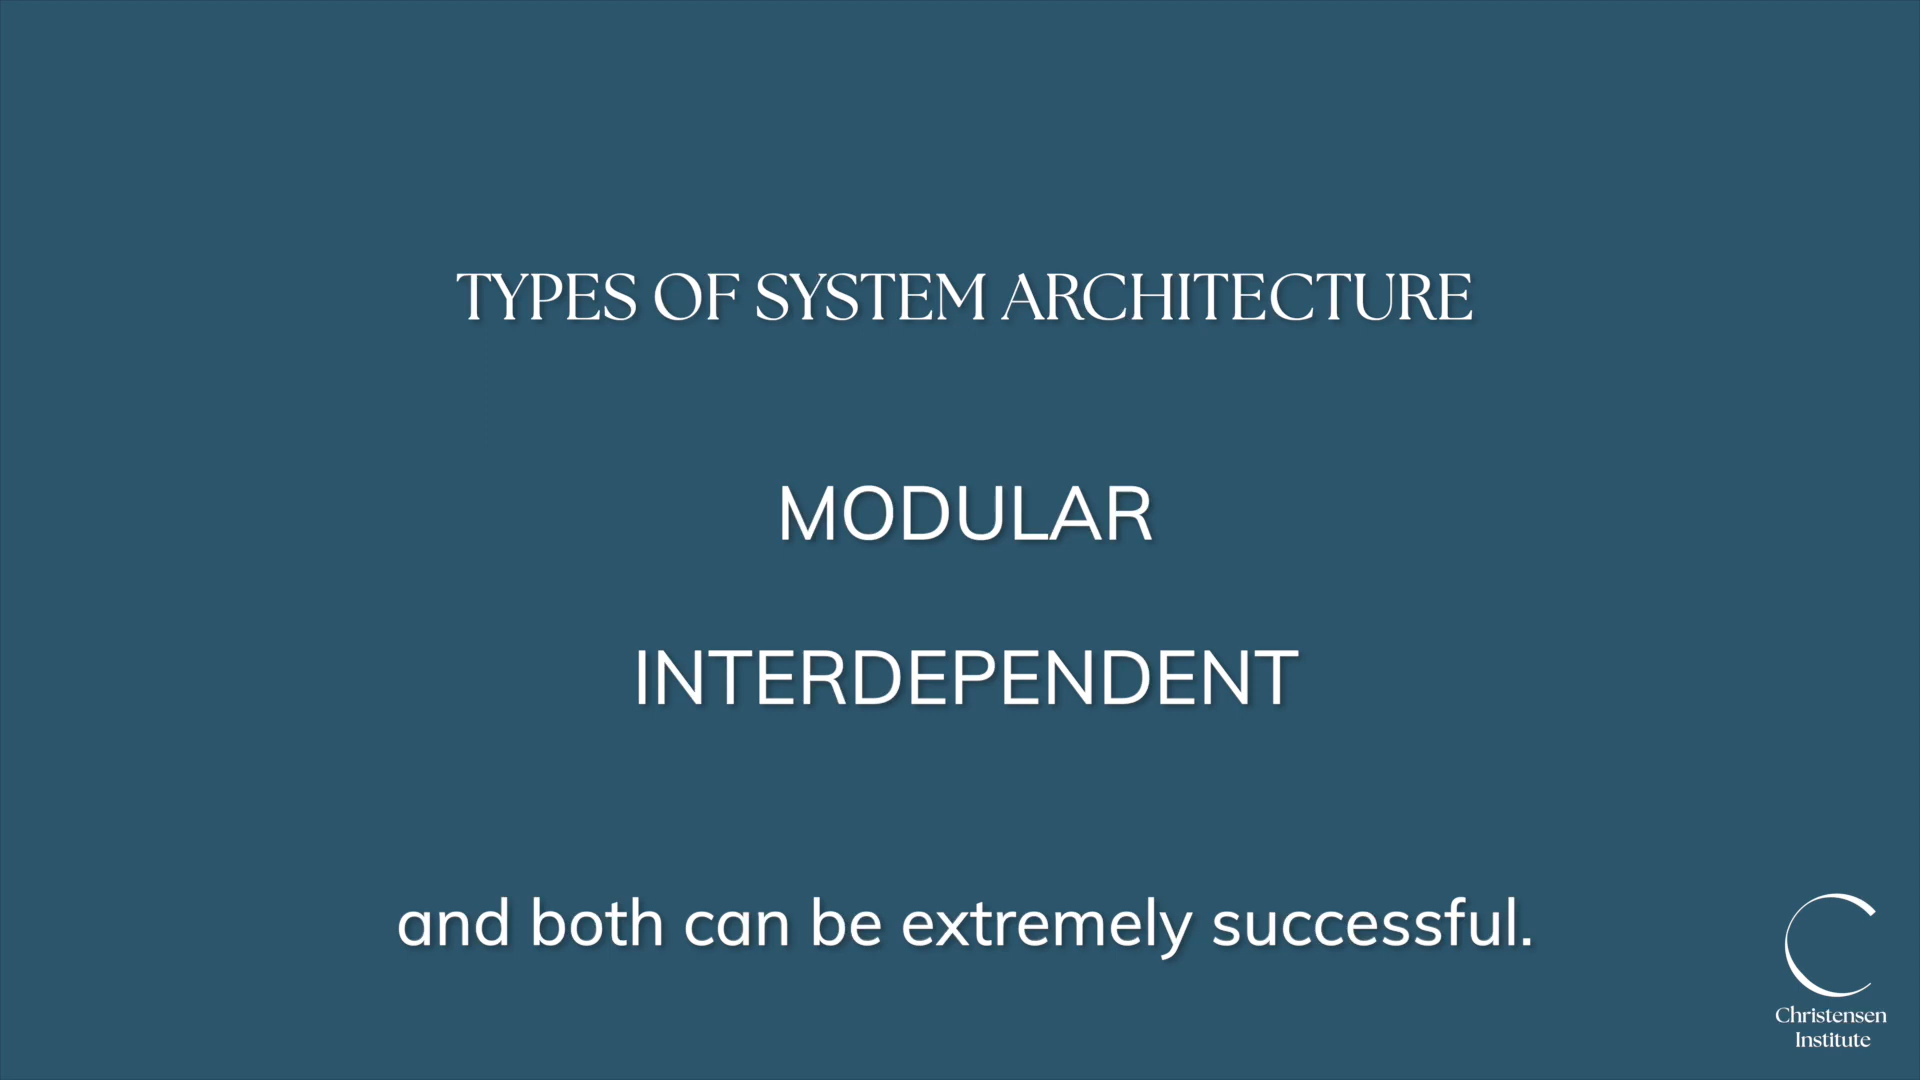 TYPES OF SYSTEM ARCHITECTURE
MODULAR
INTERDEPENDENT
and both can be extremely successful.
Christensen
Institute